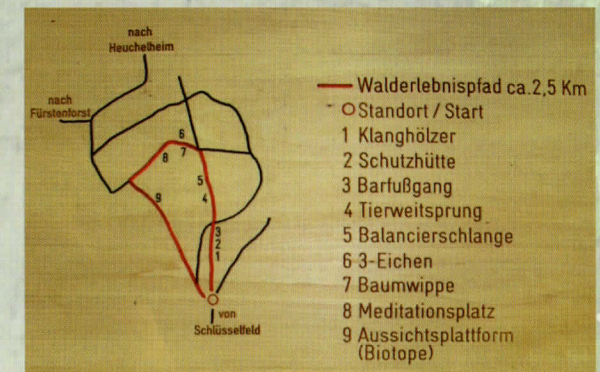 nach
Heuchelheim
nach
Fürstenforst
6
7
8
5
4
9
3
2
1
von
Schlüsselfeld
Walderlebnispfad ca.2,5 Km
Standort / Start
1 Klanghölzer
2 Schutzhütte
3 Barfußgang
4 Tierweitsprung
5 Balancierschlange
6 3-Eichen
7 Baumwippe
8 Meditationsplatz
9 Aussichtsplattform
(Biotope)